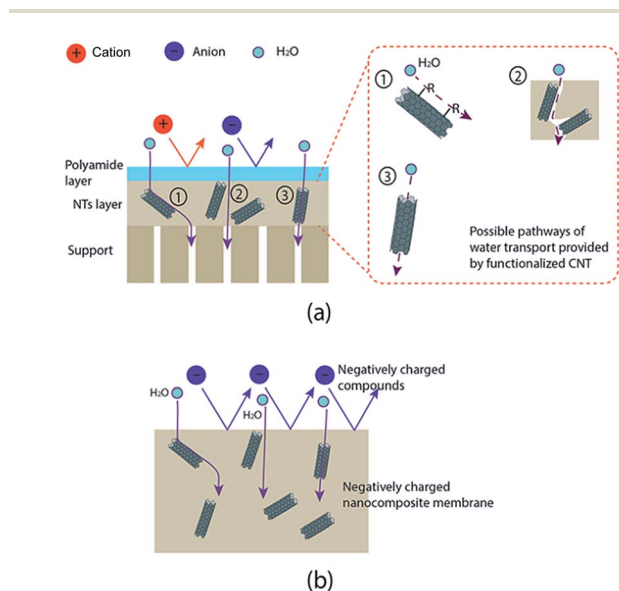 + Cation - Anion H₂O
+
-
Polyamide
layer
NTs layer
Support
①
②
③
①
H₂O
R
R
②
③
Possible pathways of
water transport provided
by functionalized CNT
(a)
- - -
Negatively charged
compounds
H₂O
H₂O
Negatively charged
nanocomposite membrane
(b)